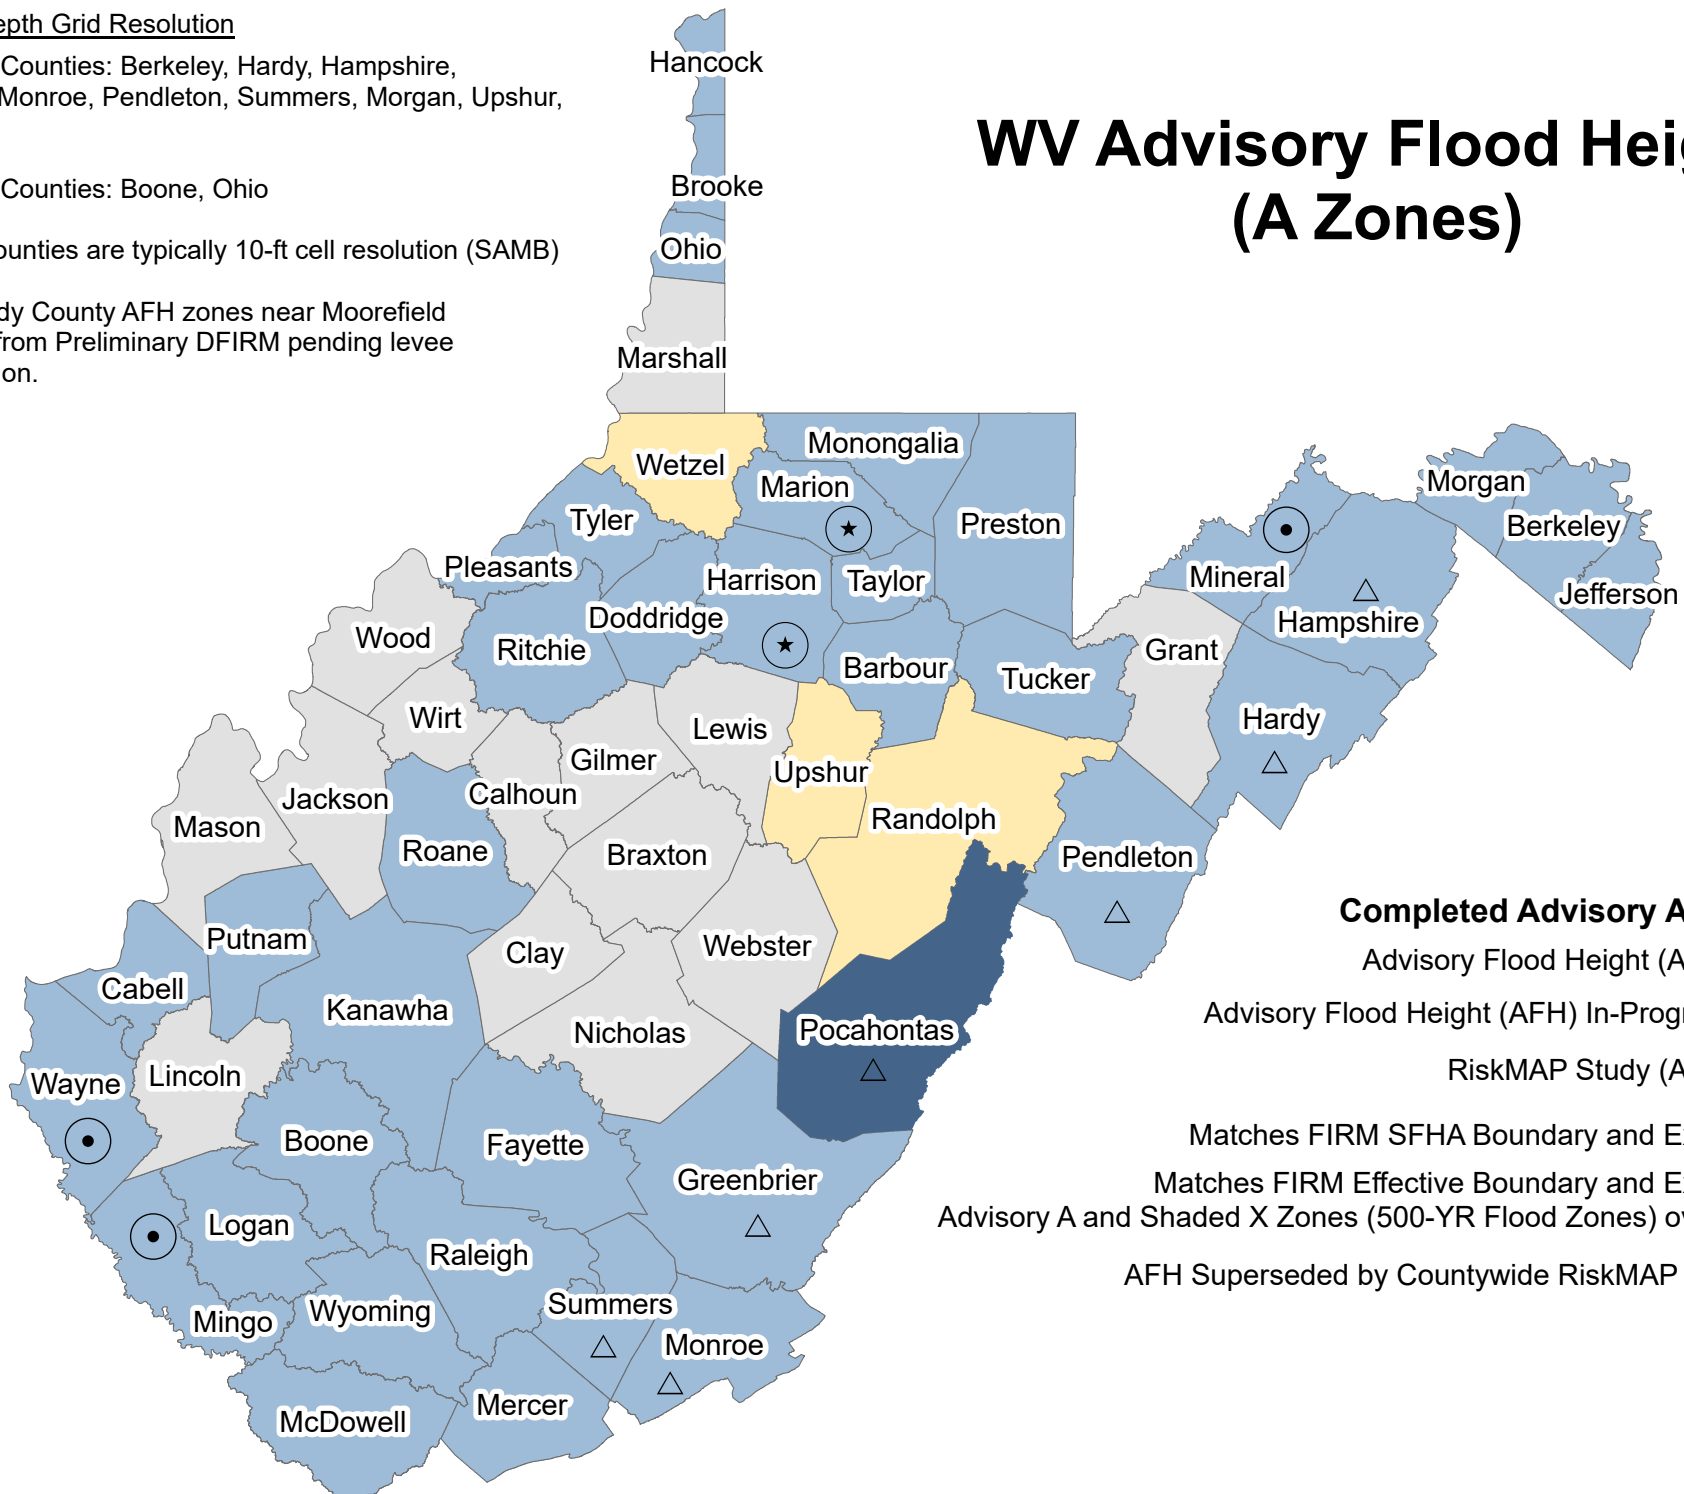 epth Grid Resolution
Counties: Berkeley, Hardy, Hampshire,
Monroe, Pendleton, Summers, Morgan, Upshur,
Counties: Boone, Ohio
ounties are typically 10-ft cell resolution (SAMB)
dy County AFH zones near Moorefield
from Preliminary DFIRM pending levee
on.
WV Advisory Flood Heig
(A Zones)
Hancock
Brooke
Ohio
Marshall
Wetzel
Monongalia
Marion
Preston
Tyler
Pleasants
Harrison
Taylor
Doddridge
Ritchie
Wood
Barbour
Tucker
Grant
Mineral
Hampshire
Morgan
Berkeley
Jefferson
Hardy
Wirt
Lewis
Gilmer
Upshur
Calhoun
Jackson
Mason
Randolph
Roane
Braxton
Pendleton
Putnam
Clay
Webster
Cabell
Kanawha
Nicholas
Pocahontas
Wayne
Lincoln
Boone
Fayette
Greenbrier
Logan
Raleigh
Summers
Mingo
Wyoming
Monroe
McDowell
Mercer
Completed Advisory A
Advisory Flood Height (A
Advisory Flood Height (AFH) In-Progr
RiskMAP Study (A
Matches FIRM SFHA Boundary and Ex
Matches FIRM Effective Boundary and Ex
Advisory A and Shaded X Zones (500-YR Flood Zones) ov
AFH Superseded by Countywide RiskMAP